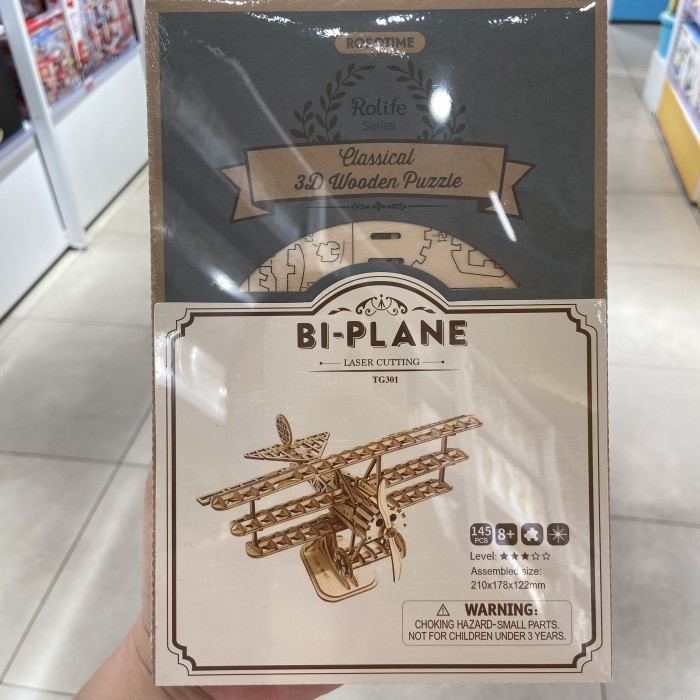 ROBOTIME
Rolife
Series
Classical
3D Wooden Puzzle
BI-PLANE
LASER CUTTING
TG301
145
PCS
8+
Level:
Assembled size:
210x178x122mm
WARNING:
CHOKING HAZARD-SMALL PARTS.
NOT FOR CHILDREN UNDER 3 YEARS.